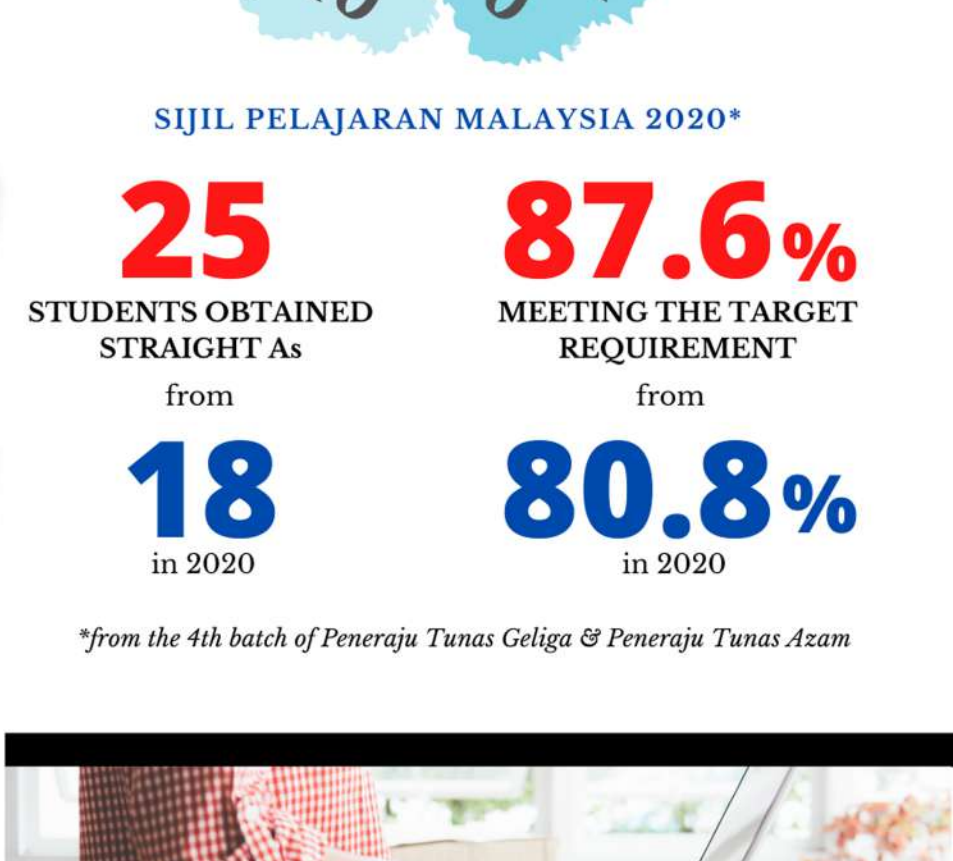 SIJIL PELAJARAN MALAYSIA 2020*
25
STUDENTS OBTAINED
STRAIGHT As
from
18
in 2020
87.6%
MEETING THE TARGET
REQUIREMENT
from
80.8%
in 2020
*from the 4th batch of Peneraju Tunas Geliga & Peneraju Tunas Azam